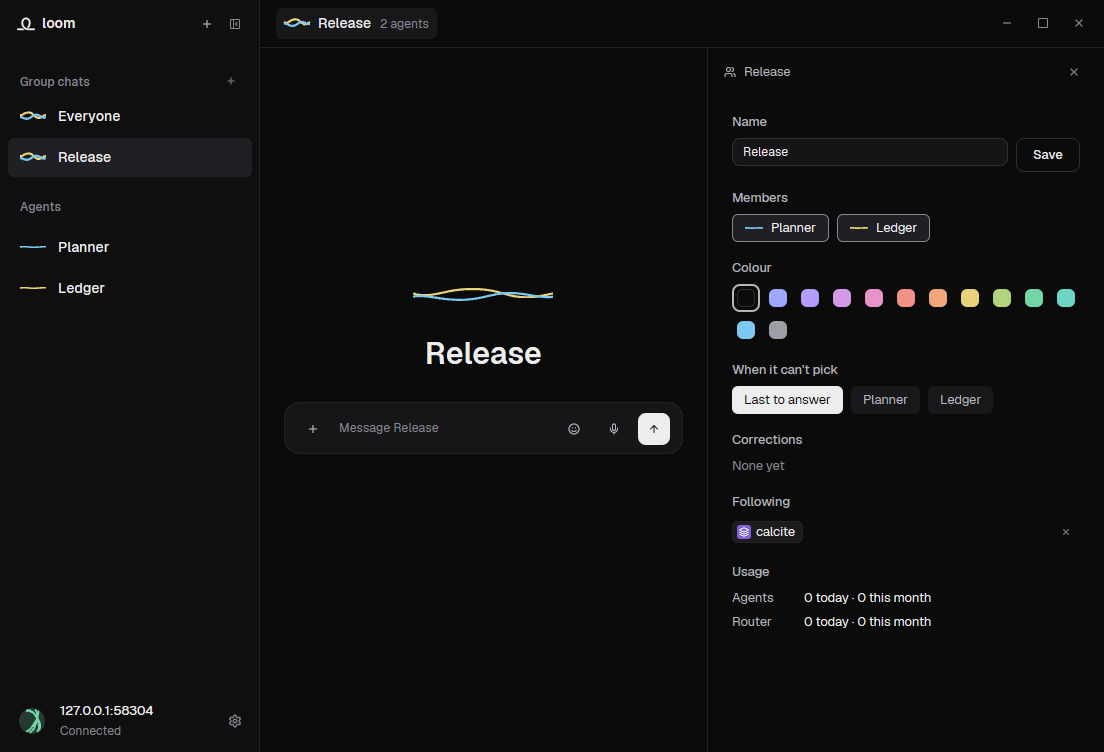 loom
Group chats
Everyone
Release
Agents
Planner
Ledger
127.0.0.1:58304
Connected
Release 2 agents
Release
Message Release
Release
Name
Release
Save
Members
Planner Ledger
Colour
When it can't pick
Last to answer Planner Ledger
Corrections
None yet
Following
calcite
Usage
Agents 0 today · 0 this month
Router 0 today · 0 this month